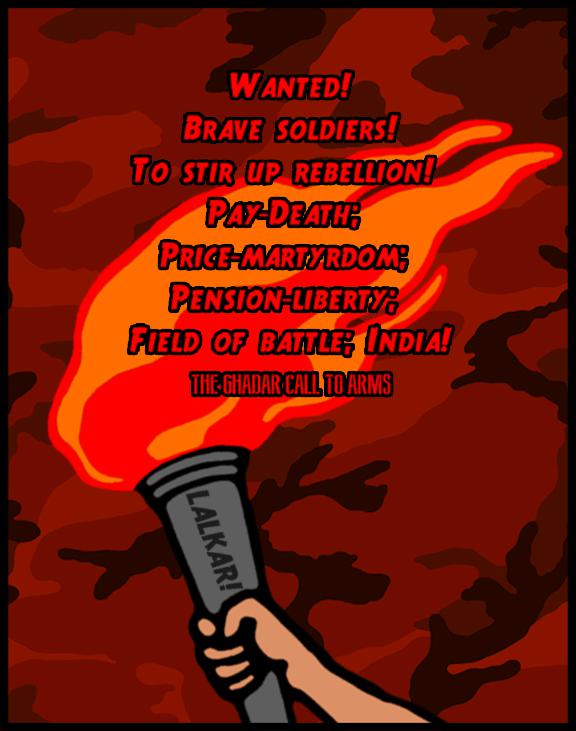 Wanted!
Brave soldiers!
To stir up rebellion!
Pay-Death;
Price-martyrdom;
Pension-liberty;
Field of battle; India!
THE GHADAR CALL TO ARMS
LALKAR!